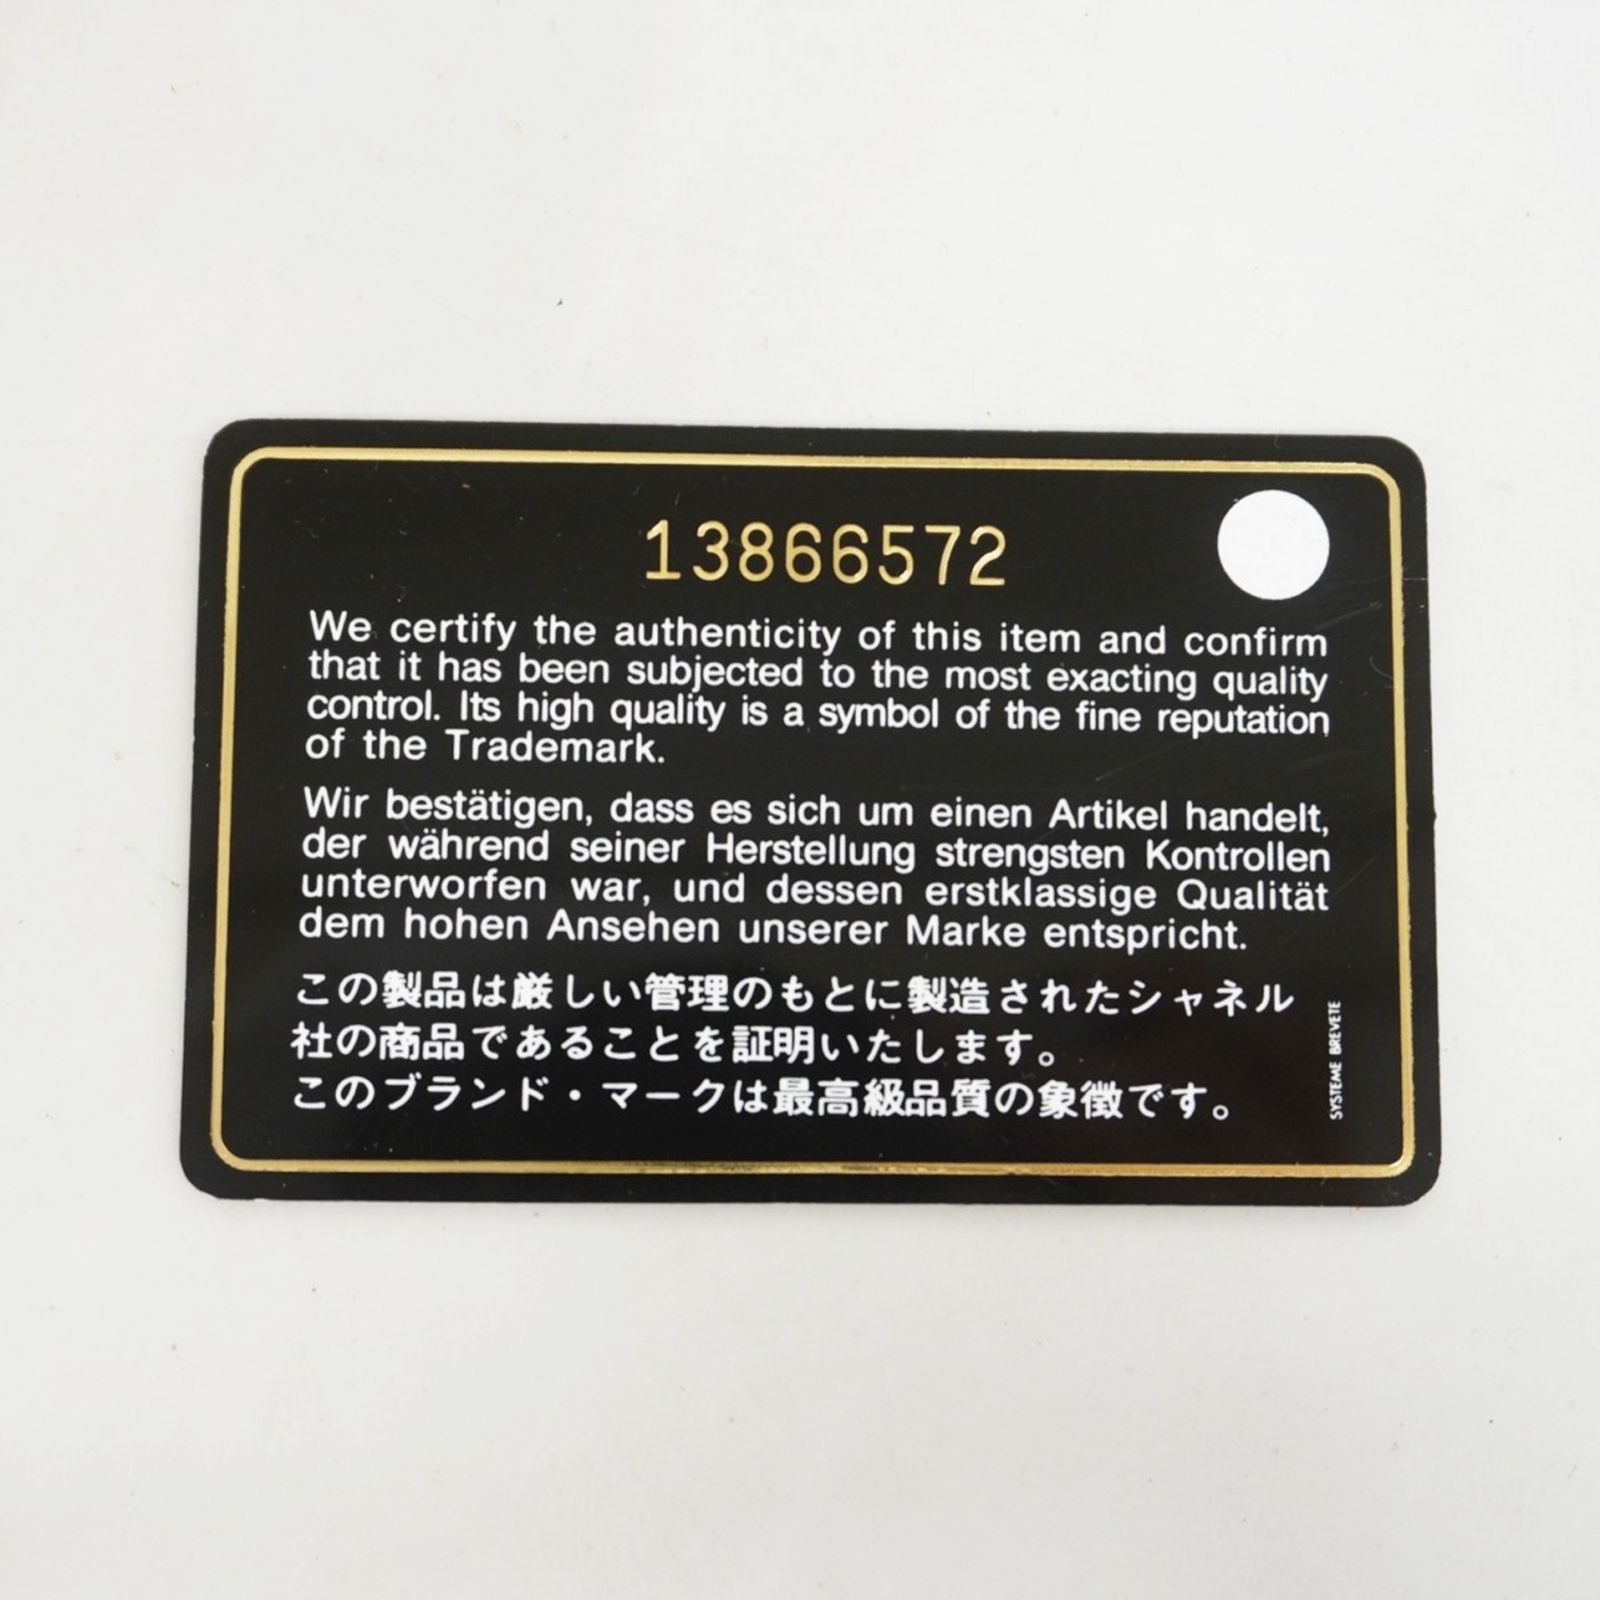 13866572
We certify the authenticity of this item and confirm
that it has been subjected to the most exacting quality
control. Its high quality is a symbol of the fine reputation
of the Trademark.
Wir bestätigen, dass es sich um einen Artikel handelt,
der während seiner Herstellung strengsten Kontrollen
unterworfen war, und dessen erstklassige Qualität
dem hohen Ansehen unserer Marke entspricht.
この製品は厳しい管理のもとに製造されたシャネル
社の商品であることを証明いたします。
このブランド・マークは最高級品質の象徴です。
SYSTEME BREVETE